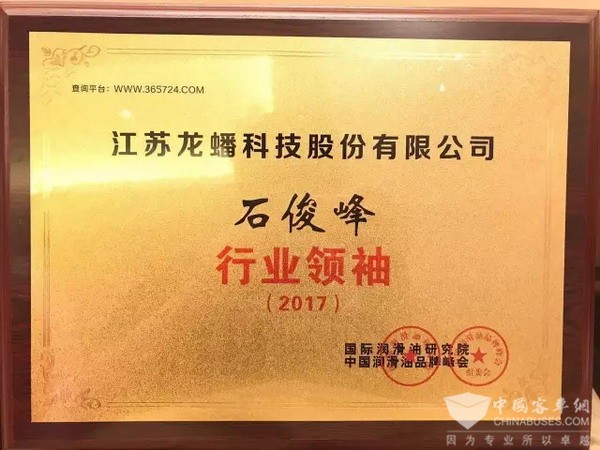 查询平台：WWW.365724.COM
江苏龙蟠科技股份有限公司
石俊峰
行业领袖
（2017）
国际润滑油研究院
中国润滑油品牌峰会
中国客车网
CHINABUSES.COM
因为专业所以卓越